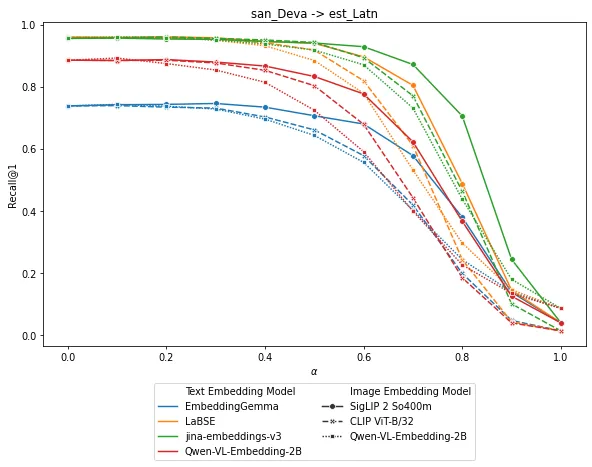 san_Deva -> est_Latn
Recall@1
1.0
0.8
0.6
0.4
0.2
0.0
0.0 0.2 0.4 0.6 0.8 1.0
α
Text Embedding Model
EmbeddingGemma
LaBSE
jina-embeddings-v3
Qwen-VL-Embedding-2B
Image Embedding Model
SigLIP 2 So400m
CLIP ViT-B/32
Qwen-VL-Embedding-2B